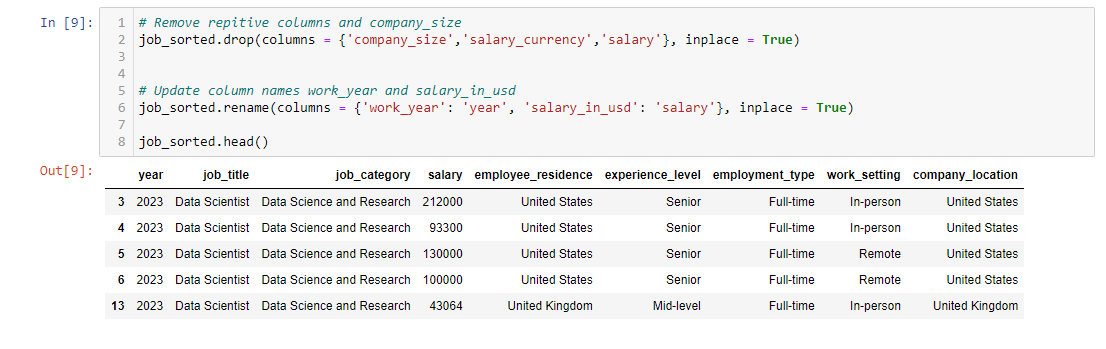 In [9]:
1 # Remove repitive columns and company_size
2 job_sorted.drop(columns = {'company_size','salary_currency','salary'}, inplace = True)
3
4
5 # Update column names work_year and salary_in_usd
6 job_sorted.rename(columns = {'work_year': 'year', 'salary_in_usd': 'salary'}, inplace = True)
7
8 job_sorted.head()
Out[9]:
year job_title job_category salary employee_residence experience_level employment_type work_setting company_location
3 2023 Data Scientist Data Science and Research 212000 United States Senior Full-time In-person United States
4 2023 Data Scientist Data Science and Research 93300 United States Senior Full-time In-person United States
5 2023 Data Scientist Data Science and Research 130000 United States Senior Full-time Remote United States
6 2023 Data Scientist Data Science and Research 100000 United States Senior Full-time Remote United States
13 2023 Data Scientist Data Science and Research 43064 United Kingdom Mid-level Full-time In-person United Kingdom